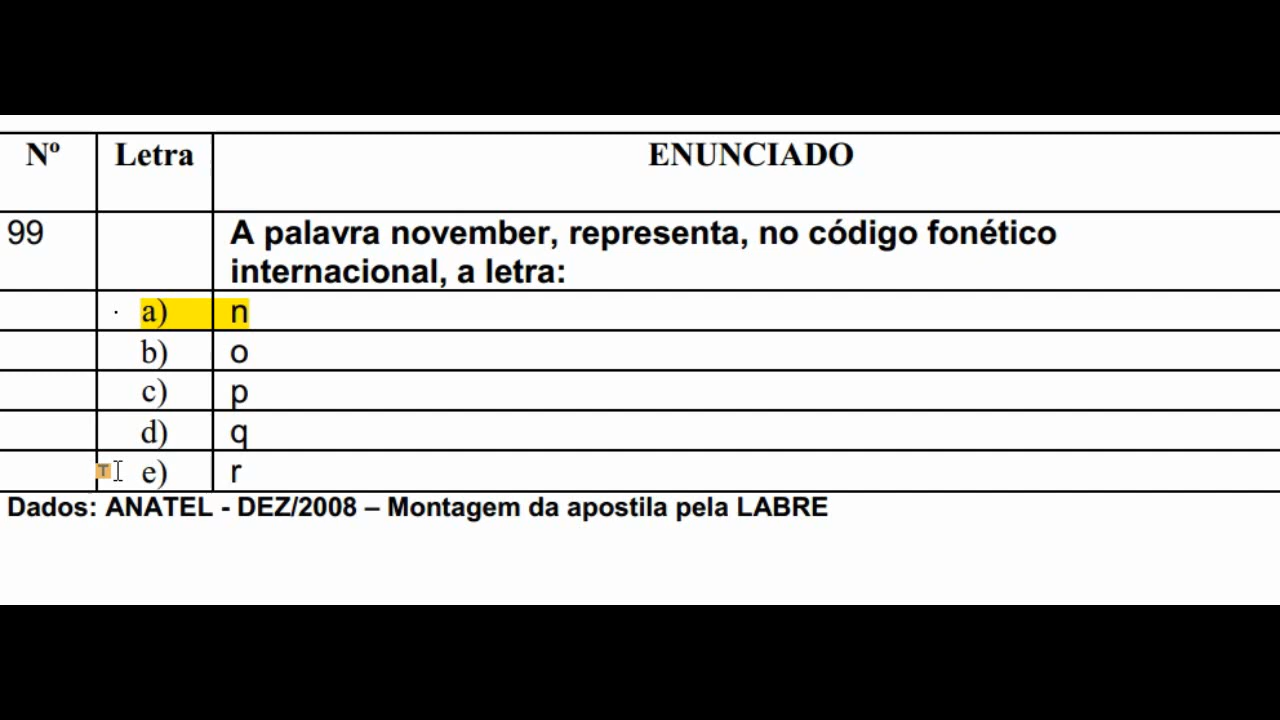 Nº Letra ENUNCIADO
99 A palavra november, representa, no código fonético
internacional, a letra:
a) n
b) o
c) p
d) q
T e) r
Dados: ANATEL - DEZ/2008 – Montagem da apostila pela LABRE